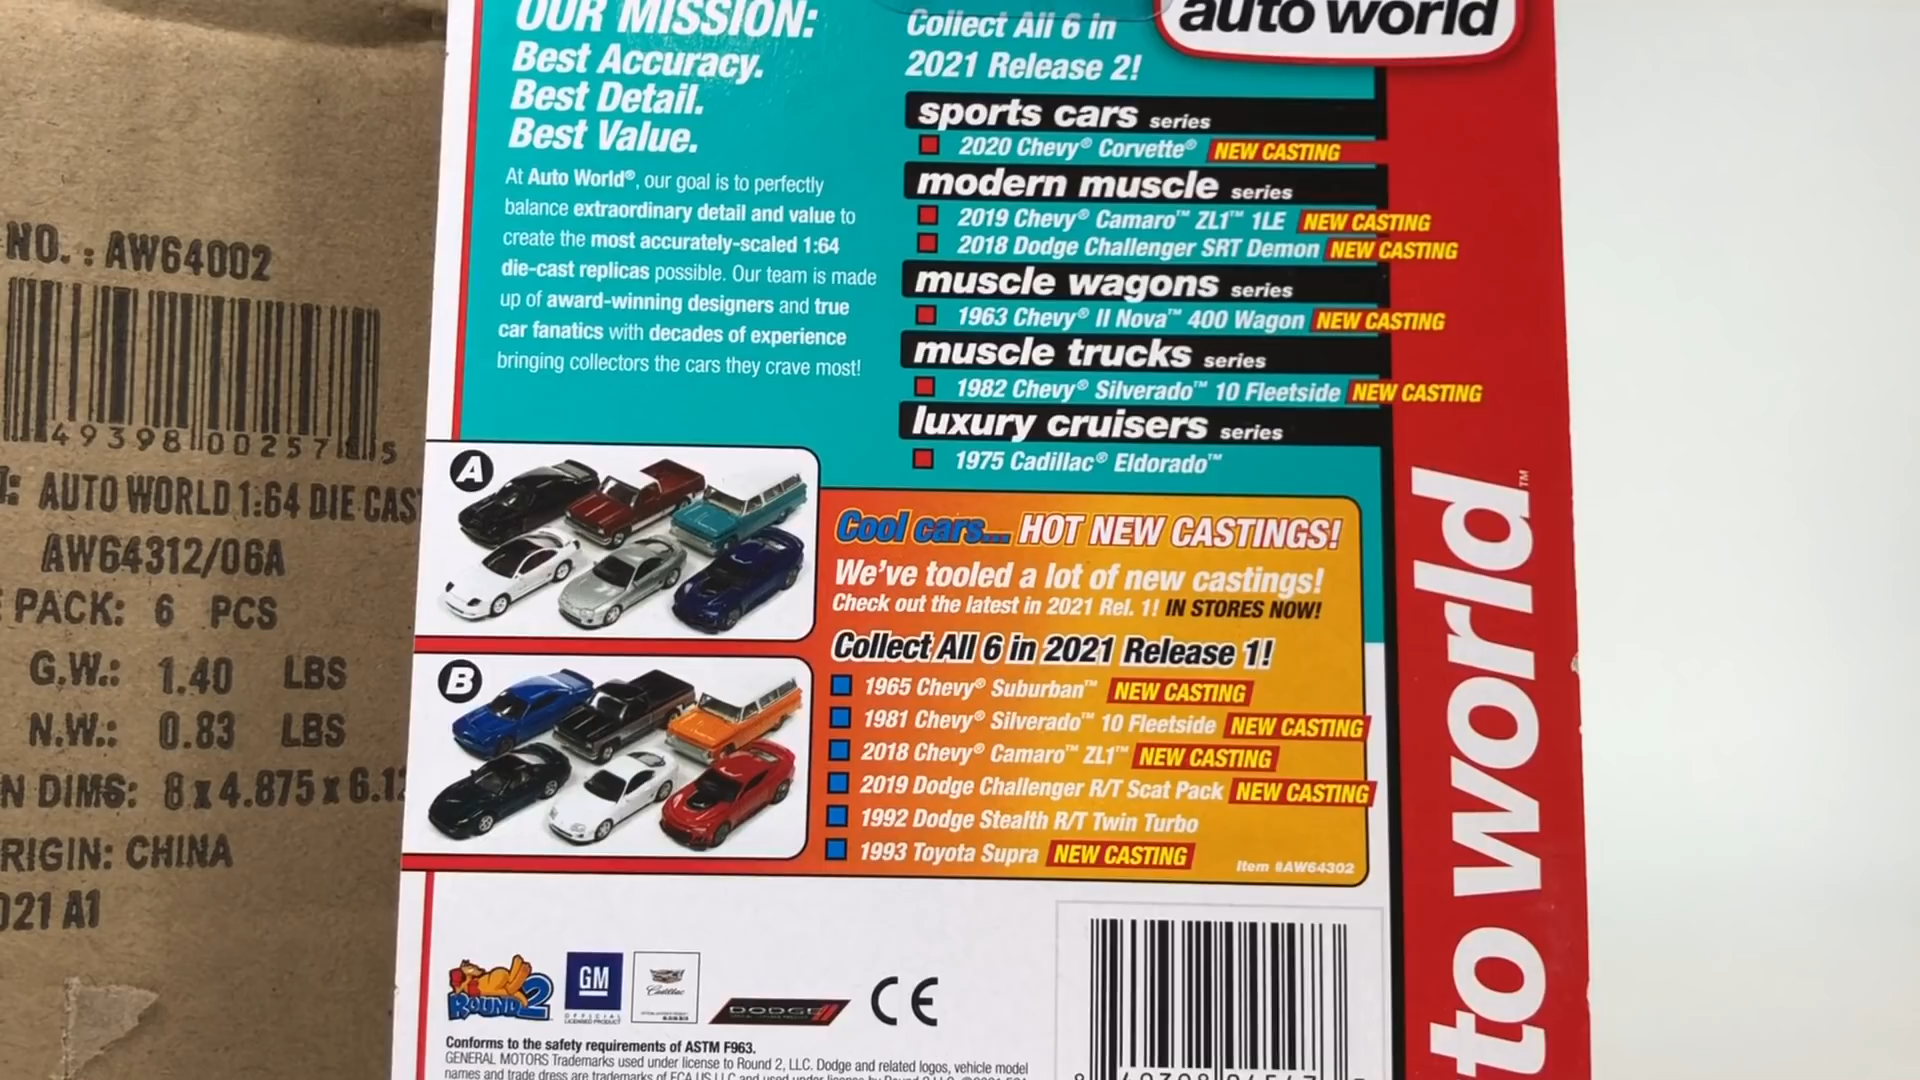 NO. : AW64002
49398 00257 5
AUTO WORLD 1:64 DIE CAS
AW64312/06A
PACK: 6 PCS
G.W.: 1.40 LBS
N.W.: 0.83 LBS
N DIMS: 8 x 4.875 x 6.12
RIGIN: CHINA
021 A1
OUR MISSION:
Best Accuracy.
Best Detail.
Best Value.
At Auto World®, our goal is to perfectly
balance extraordinary detail and value to
create the most accurately-scaled 1:64
die-cast replicas possible. Our team is made
up of award-winning designers and true
car fanatics with decades of experience
bringing collectors the cars they crave most!
auto world
Collect All 6 in
2021 Release 2!
sports cars series
2020 Chevy® Corvette® NEW CASTING
modern muscle series
2019 Chevy® Camaro™ ZL1™ 1LE NEW CASTING
2018 Dodge Challenger SRT Demon NEW CASTING
muscle wagons series
1963 Chevy® II Nova™ 400 Wagon NEW CASTING
muscle trucks series
1982 Chevy® Silverado™ 10 Fleetside NEW CASTING
luxury cruisers series
1975 Cadillac® Eldorado™
A
B
Cool cars... HOT NEW CASTINGS!
We've tooled a lot of new castings!
Check out the latest in 2021 Rel. 1! IN STORES NOW!
Collect All 6 in 2021 Release 1!
1965 Chevy® Suburban™ NEW CASTING
1981 Chevy® Silverado™ 10 Fleetside NEW CASTING
2018 Chevy® Camaro™ ZL1™ NEW CASTING
2019 Dodge Challenger R/T Scat Pack NEW CASTING
1992 Dodge Stealth R/T Twin Turbo
1993 Toyota Supra NEW CASTING
Item #AW64302
ROUND 2
GM
OFFICIAL
LICENSED PRODUCT
Cadillac
DODGE
CE
Conforms to the safety requirements of ASTM F963.
GENERAL MOTORS Trademarks used under license to Round 2, LLC. Dodge and related logos, vehicle model
names and trade dress are trademarks of FCA US LLC and used under license by Round 2
to world™